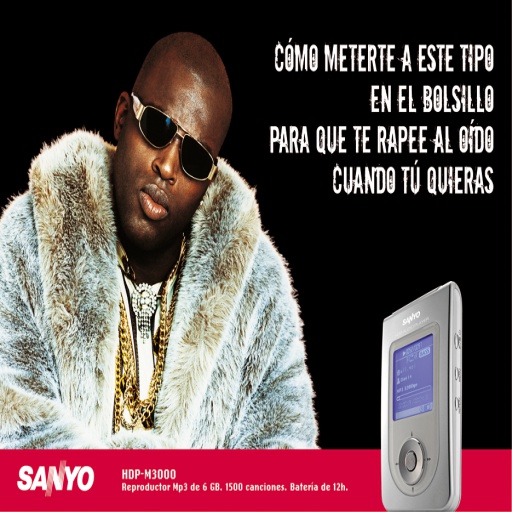 CÓMO METERTE A ESTE TIPO
EN EL BOLSILLO
PARA QUE TE RAPEE AL OÍDO
CUANDO TÚ QUIERAS
SANYO
SANYO
HDP-M3000
Reproductor Mp3 de 6 GB. 1500 canciones. Batería de 12h.